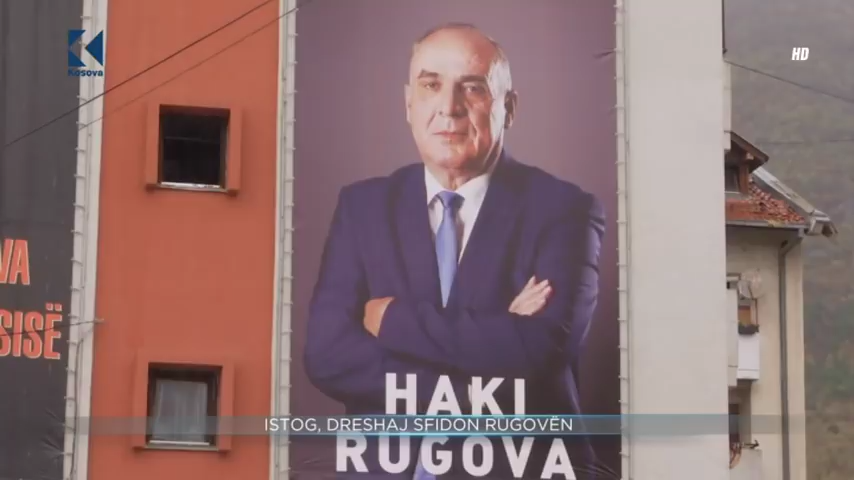 Kosova
HD
VA
SISË
HAKI
ISTOG, DRESHAJ SFIDON RUGOVËN
RUGOVA